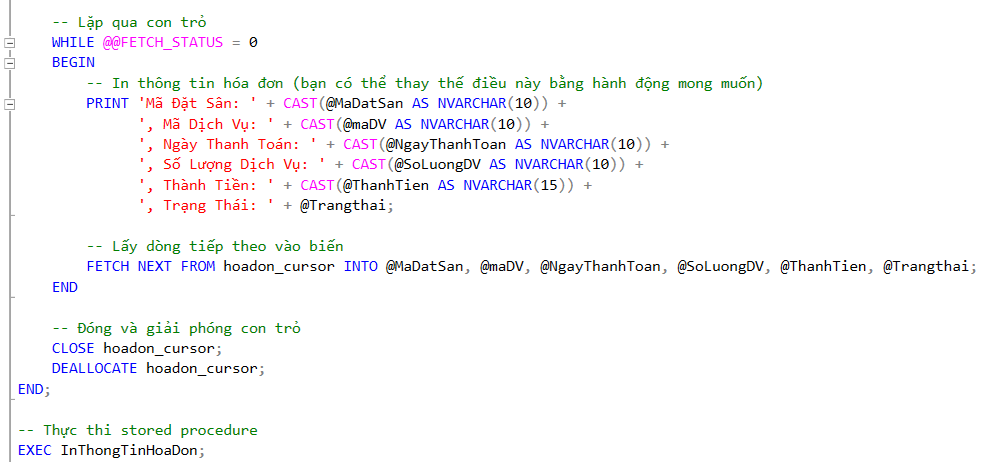 -- Lặp qua con trỏ
WHILE @@FETCH_STATUS = 0
BEGIN
-- In thông tin hóa đơn (bạn có thể thay thế điều này bằng hành động mong muốn)
PRINT 'Mã Đặt Sân: ' + CAST(@MaDatSan AS NVARCHAR(10)) +
', Mã Dịch Vụ: ' + CAST(@maDV AS NVARCHAR(10)) +
', Ngày Thanh Toán: ' + CAST(@NgayThanhToan AS NVARCHAR(10)) +
', Số Lượng Dịch Vụ: ' + CAST(@SoLuongDV AS NVARCHAR(10)) +
', Thành Tiền: ' + CAST(@ThanhTien AS NVARCHAR(15)) +
', Trạng Thái: ' + @Trangthai;
-- Lấy dòng tiếp theo vào biến
FETCH NEXT FROM hoadon_cursor INTO @MaDatSan, @maDV, @NgayThanhToan, @SoLuongDV, @ThanhTien, @Trangthai;
END
-- Đóng và giải phóng con trỏ
CLOSE hoadon_cursor;
DEALLOCATE hoadon_cursor;
END;
-- Thực thi stored procedure
EXEC InThongTinHoaDon;